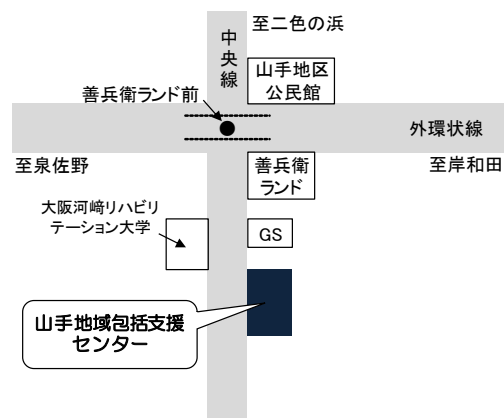 至二色の浜
中央線
山手地区
公民館
善兵衛ランド前
外環状線
至泉佐野
善兵衛
ランド
至岸和田
大阪河﨑リハビリ
テーション大学
GS
山手地域包括支援
センター